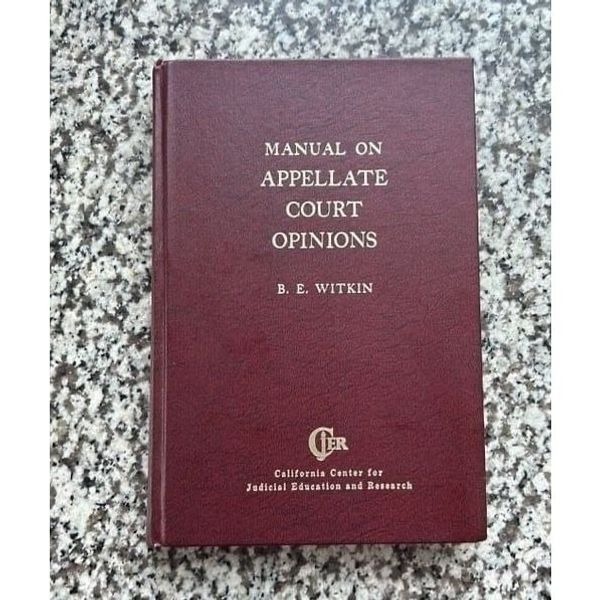 MANUAL ON
APPELLATE
COURT
OPINIONS
B. E. WITKIN
CJER
California Center for
Judicial Education and Research